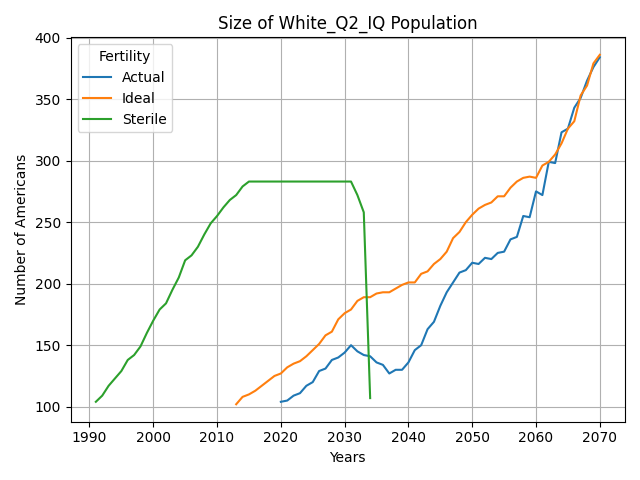 Size of White_Q2_IQ Population
Number of Americans
400
350
300
250
200
150
100
Fertility
Actual
Ideal
Sterile
1990 2000 2010 2020 2030 2040 2050 2060 2070
Years